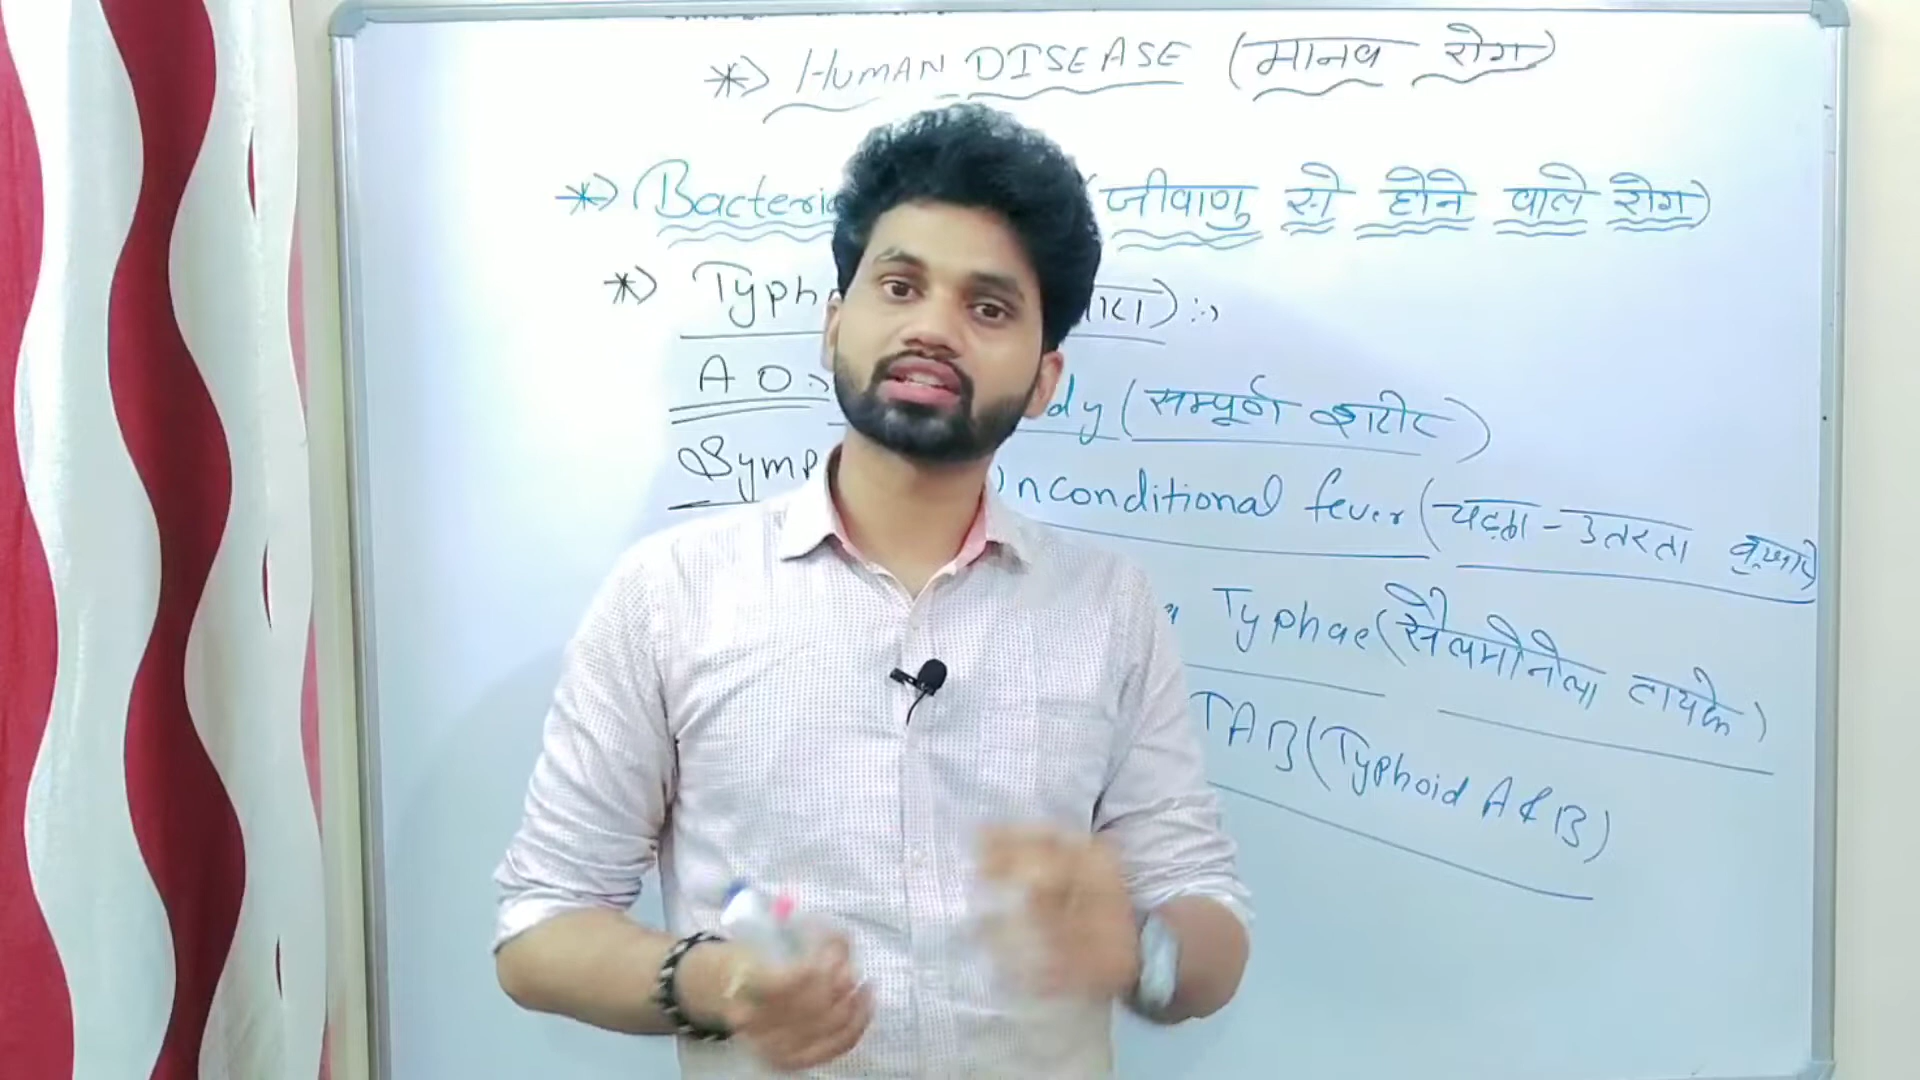 *) HUMAN DISEASE (मानव रोग)
*) Bacteria (जीवाणु से होने वाले रोग)
*) Typh :->
A O :- dy (सम्पूर्ण शरीर)
Symp nconditional fever (चढ़ता - उतरता बुखार)
Typhae (सैलमोनेला टायफे)
TAB (Typhoid A & B)